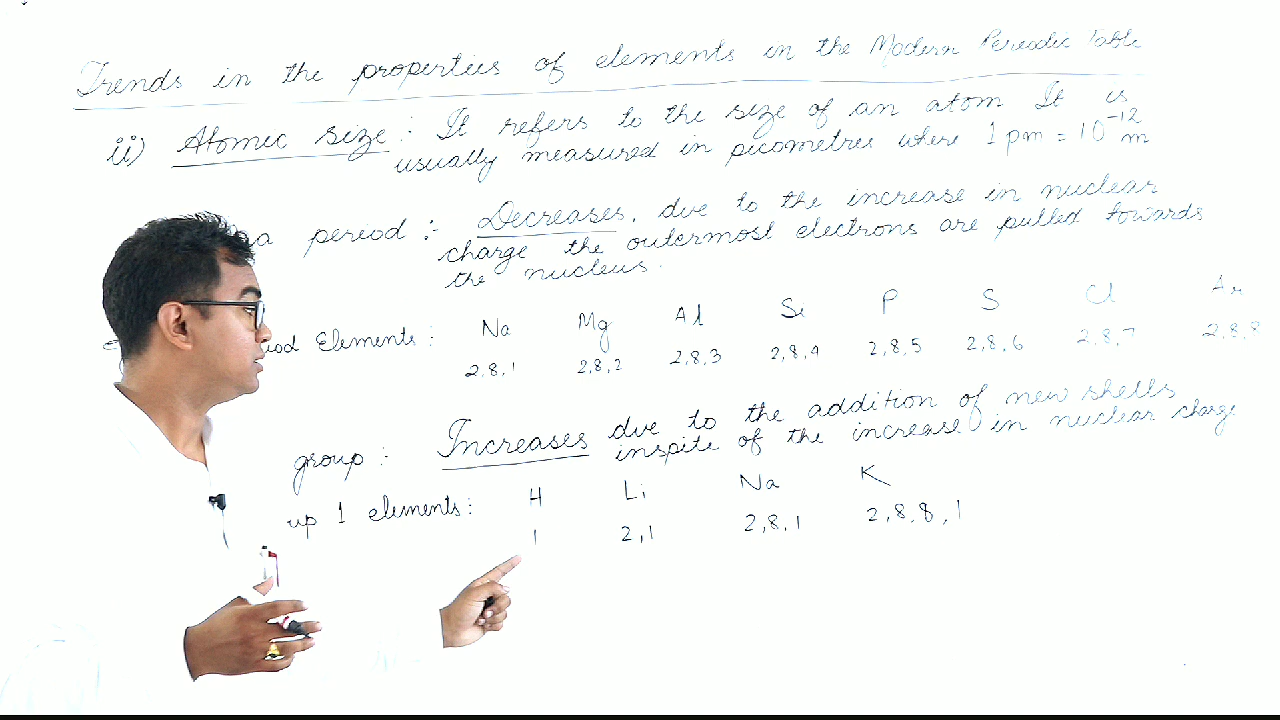 Trends in the properties of elements in the Modern Periodic Table
ii) Atomic size : It refers to the size of an atom It is
usually measured in picometres where 1 pm = 10⁻¹² m
a period : Decreases, due to the increase in nuclear
charge the outermost electrons are pulled towards
the nucleus.
Elements : Na Mg Al Si P S Cl Ar
2,8,1 2,8,2 2,8,3 2,8,4 2,8,5 2,8,6 2,8,7 2,8,8
group : Increases due to the addition of new shells
inspite of the increase in nuclear charge
1 elements : H Li Na K
1 2,1 2,8,1 2,8,8,1